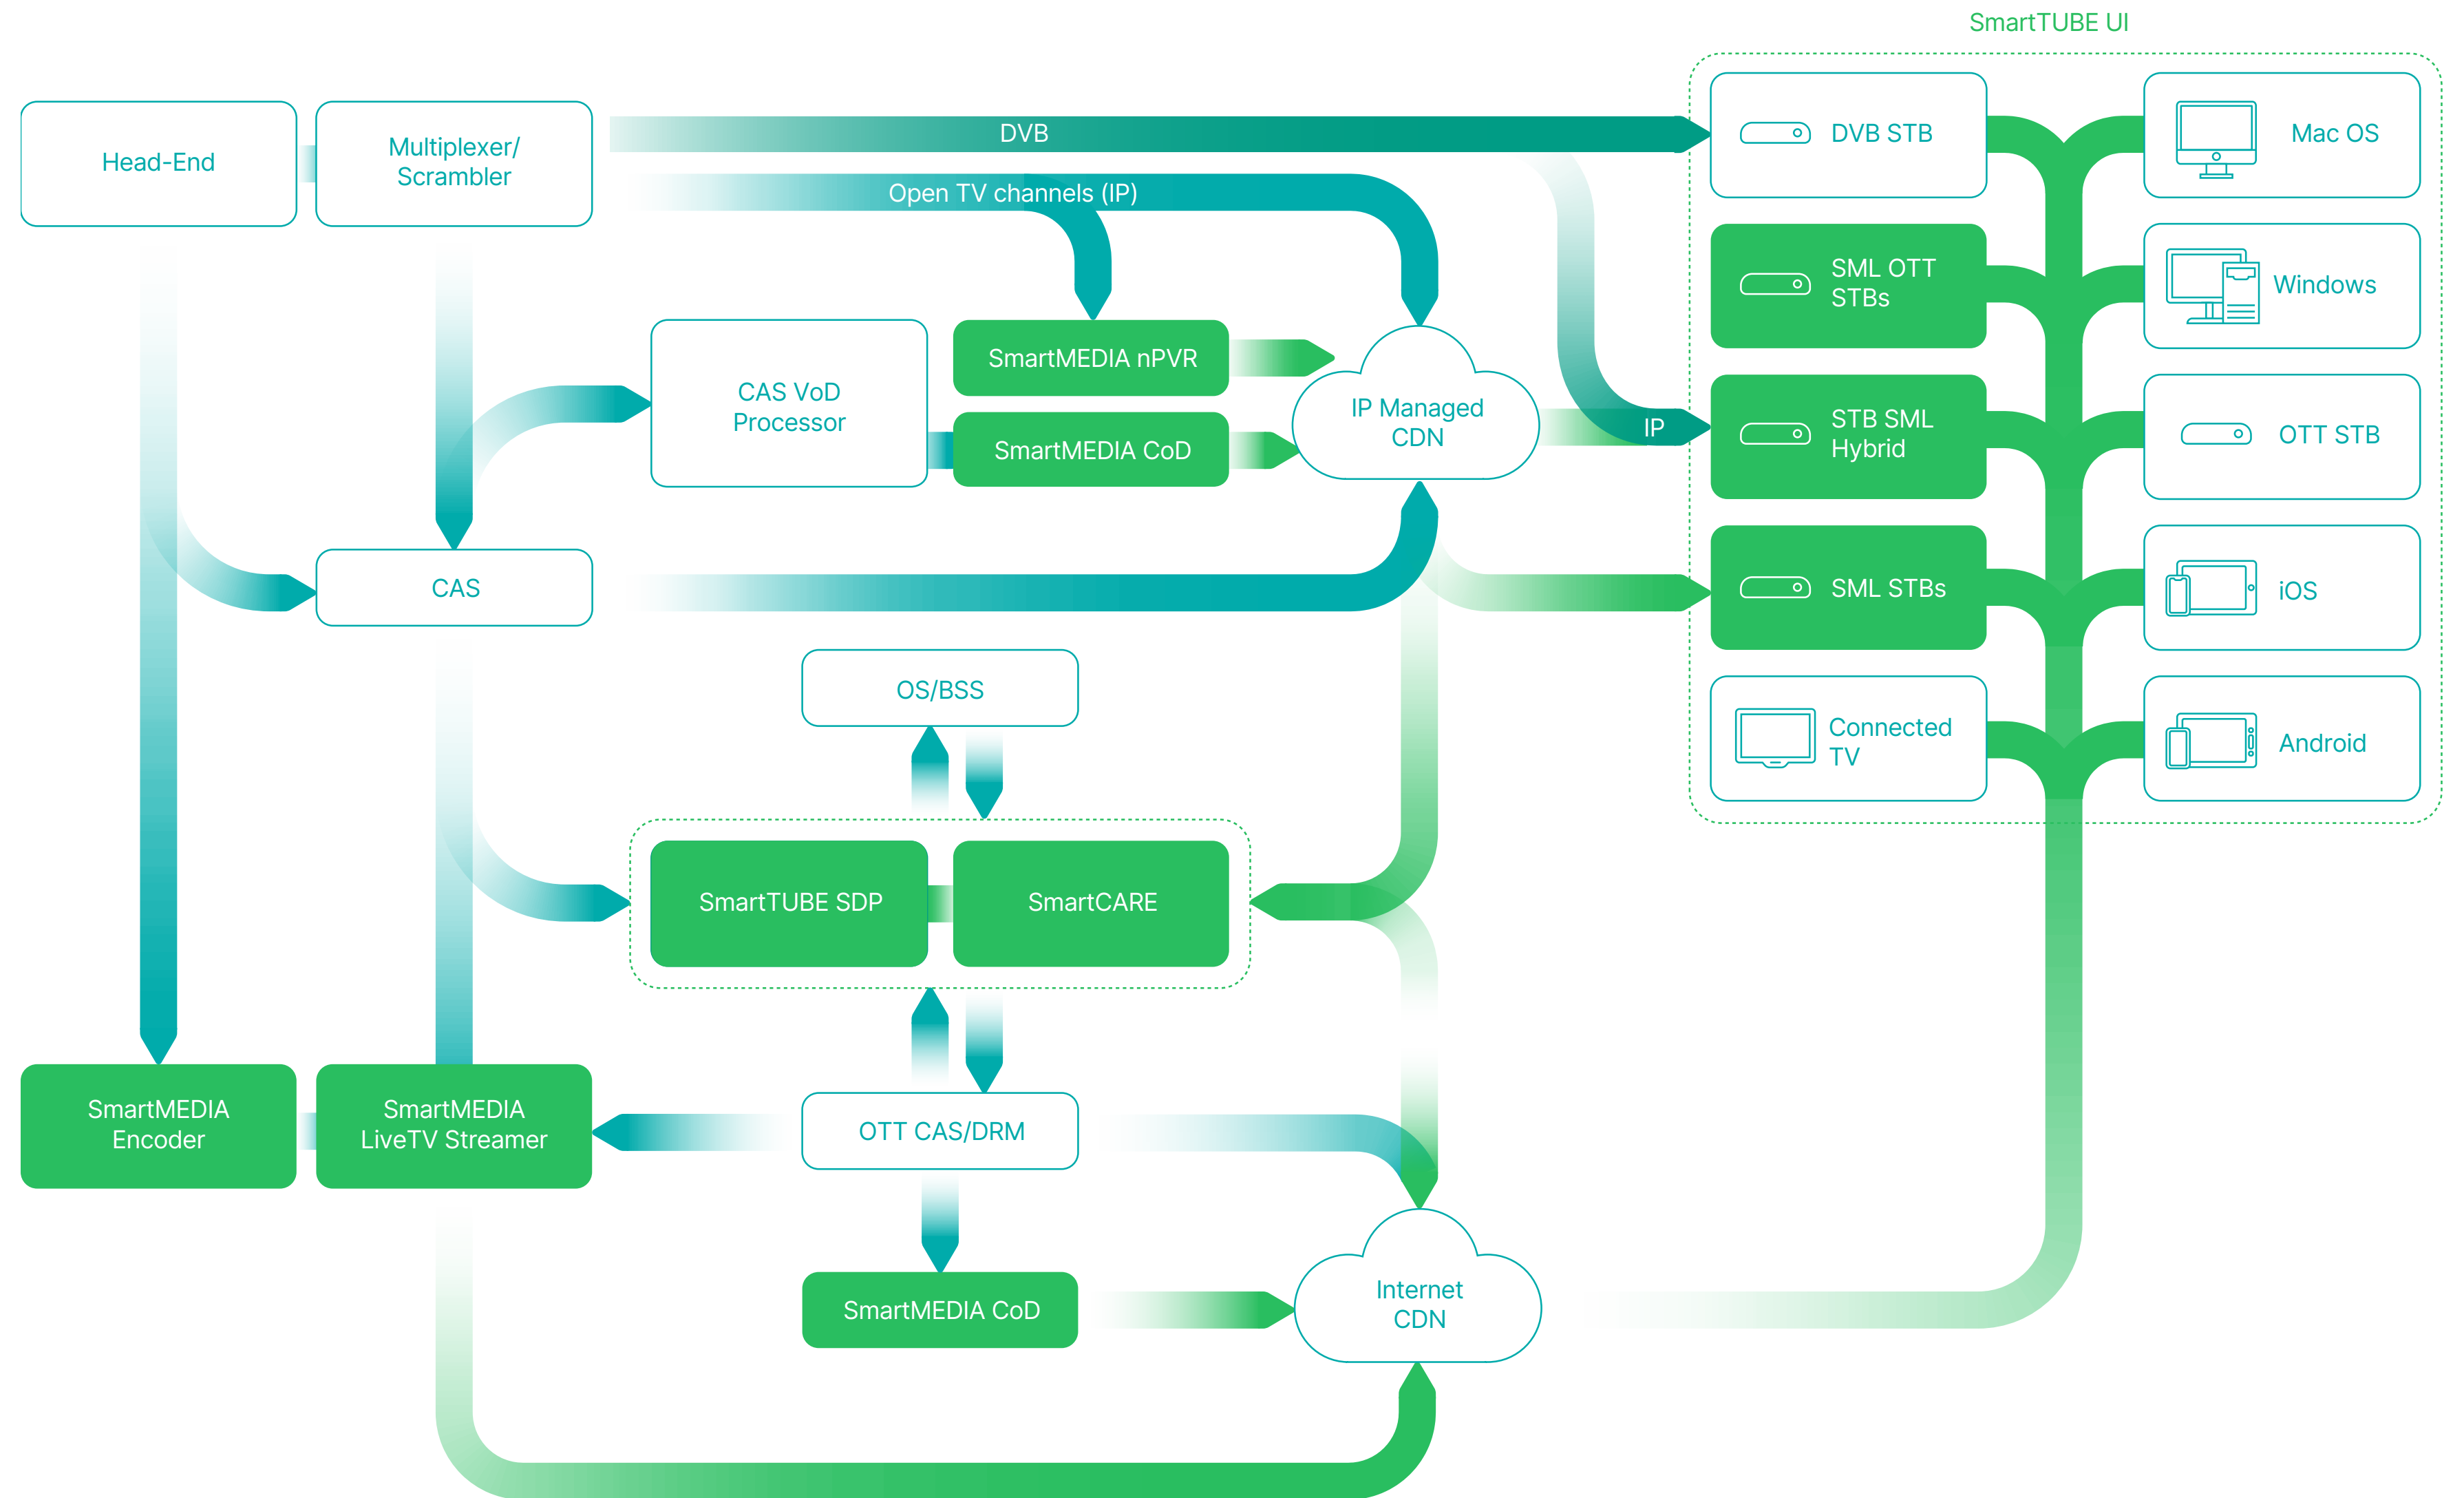 SmartTUBE UI
Head-End
Multiplexer/
Scrambler
DVB
Open TV channels (IP)
DVB STB
Mac OS
SML OTT
STBs
Windows
CAS VoD
Processor
SmartMEDIA nPVR
SmartMEDIA CoD
IP Managed
CDN
IP
STB SML
Hybrid
OTT STB
CAS
SML STBs
iOS
OS/BSS
Connected
TV
Android
SmartTUBE SDP
SmartCARE
SmartMEDIA
Encoder
SmartMEDIA
LiveTV Streamer
OTT CAS/DRM
SmartMEDIA CoD
Internet
CDN